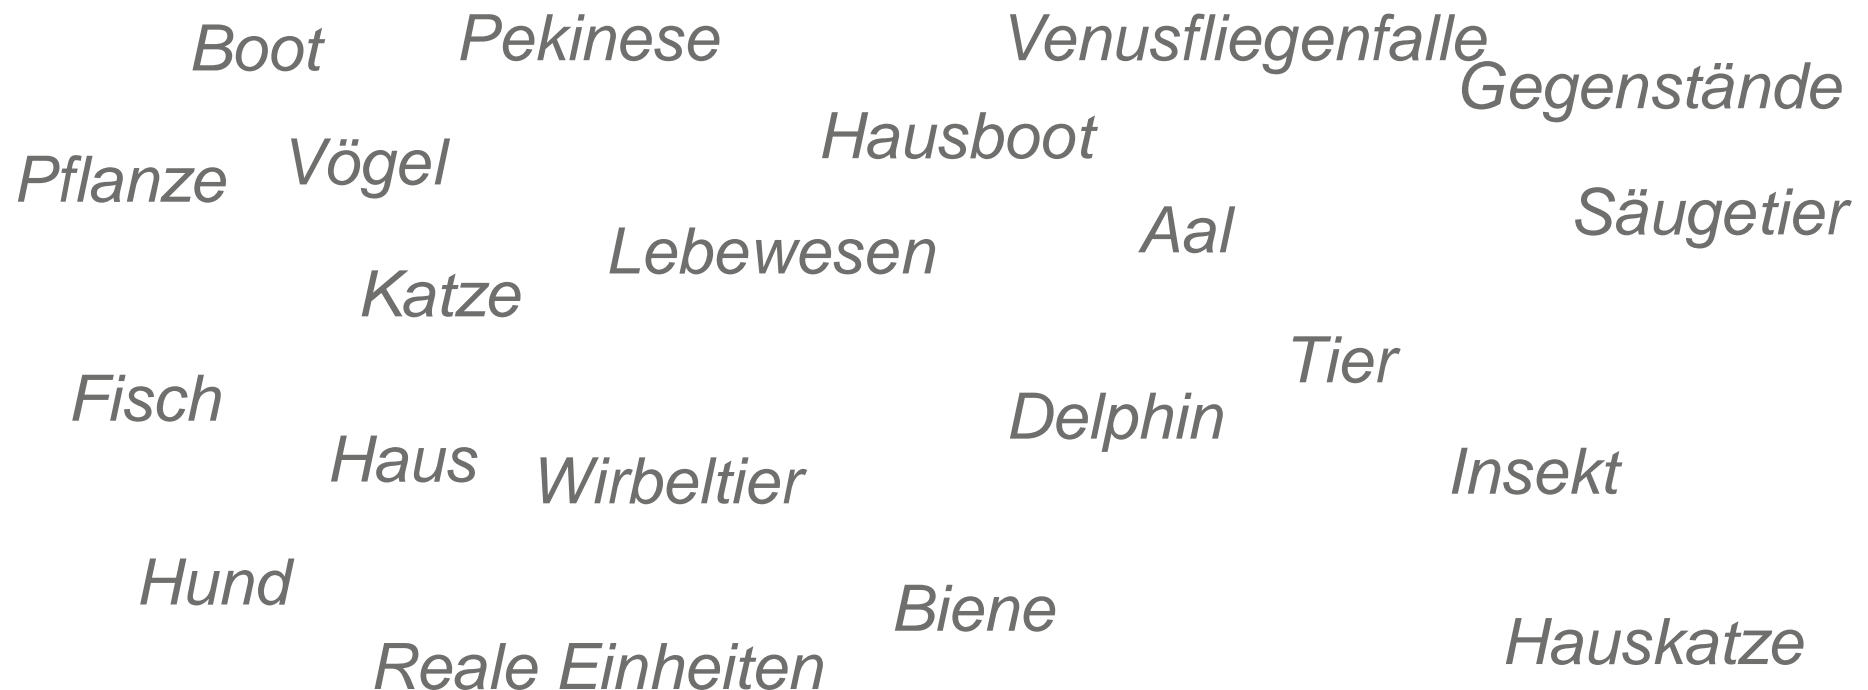 Boot
Pekinese
Venusfliegenfalle
Gegenstände
Hausboot
Vögel
Pflanze
Säugetier
Aal
Lebewesen
Katze
Tier
Fisch
Delphin
Haus
Wirbeltier
Insekt
Hund
Biene
Hauskatze
Reale Einheiten